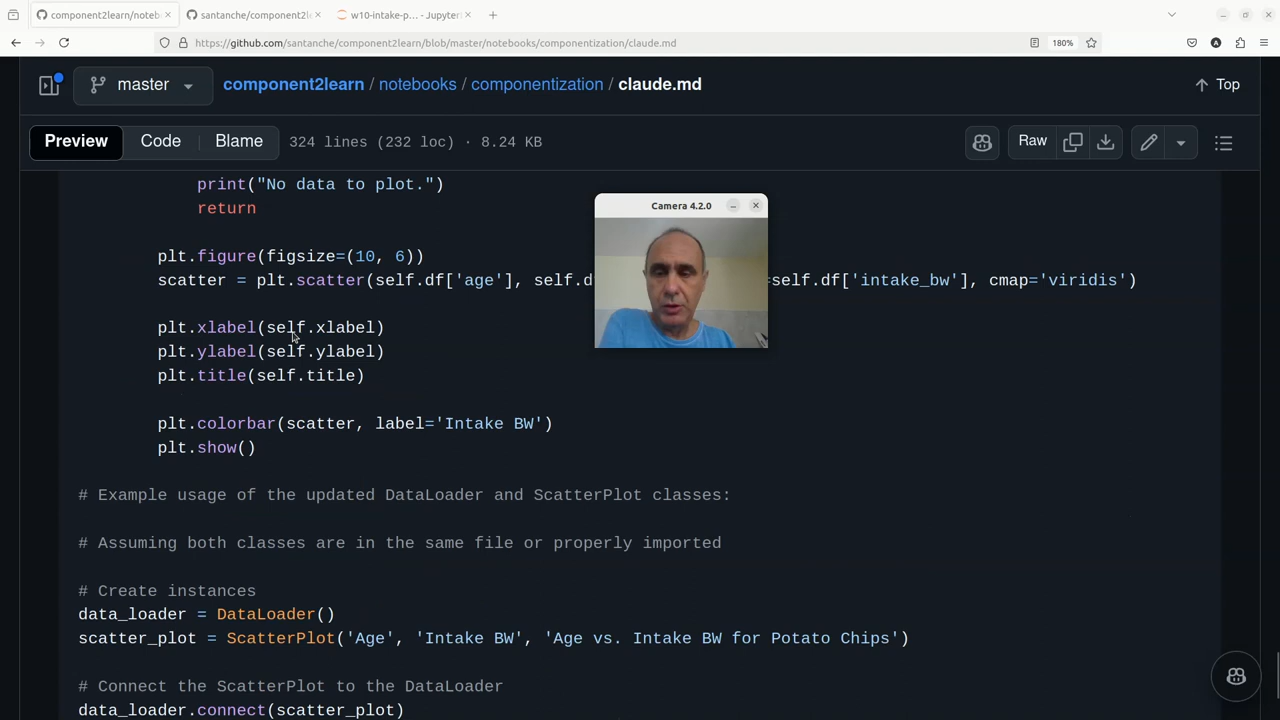 component2learn/noteb
santanche/component2l
w10-intake-p... - Jupyter
https://github.com/santanche/component2learn/blob/master/notebooks/componentization/claude.md
180%
master
component2learn / notebooks / componentization / claude.md
Top
Preview Code Blame 324 lines (232 loc) · 8.24 KB
Raw
Camera 4.2.0
print("No data to plot.")
return
plt.figure(figsize=(10, 6))
scatter = plt.scatter(self.df['age'], self.d =self.df['intake_bw'], cmap='viridis')
plt.xlabel(self.xlabel)
plt.ylabel(self.ylabel)
plt.title(self.title)
plt.colorbar(scatter, label='Intake BW')
plt.show()
# Example usage of the updated DataLoader and ScatterPlot classes:
# Assuming both classes are in the same file or properly imported
# Create instances
data_loader = DataLoader()
scatter_plot = ScatterPlot('Age', 'Intake BW', 'Age vs. Intake BW for Potato Chips')
# Connect the ScatterPlot to the DataLoader
data_loader.connect(scatter_plot)